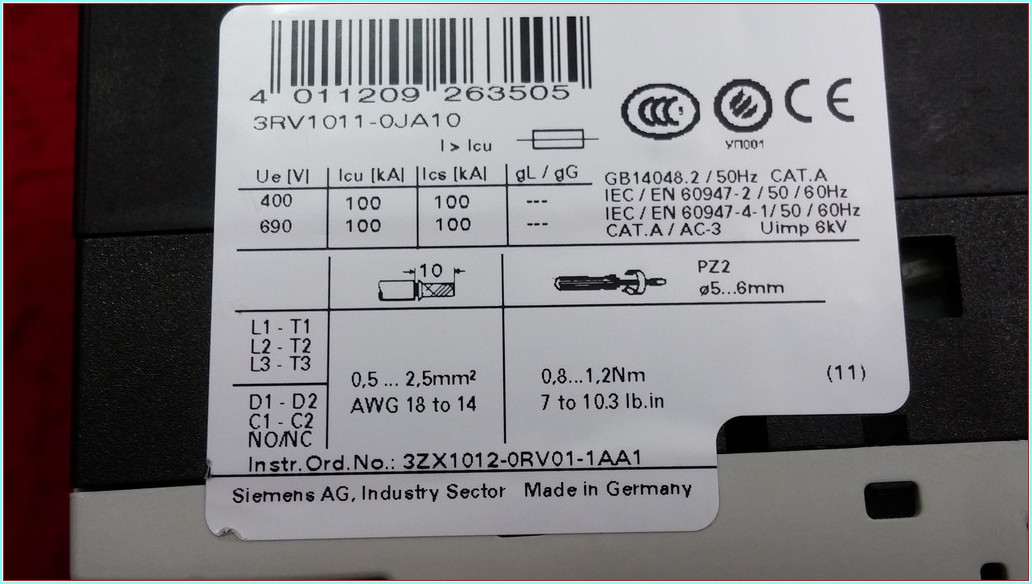 4 011209 263505
3RV1011-0JA10
I > Icu
УП001
CCC
CE
Ue [V] Icu [kA] Ics [kA] gL / gG
400 100 100 ---
690 100 100 ---
GB14048.2 / 50Hz CAT.A
IEC / EN 60947-2 / 50 / 60Hz
IEC / EN 60947-4-1/ 50 / 60Hz
CAT.A / AC-3 Uimp 6kV
10
PZ2
ø5...6mm
L1 - T1
L2 - T2
L3 - T3
D1 - D2
C1 - C2
NO/NC
0,5 ... 2,5mm²
AWG 18 to 14
0,8...1,2Nm
7 to 10.3 lb.in
(11)
Instr.Ord.No.: 3ZX1012-0RV01-1AA1
Siemens AG, Industry Sector Made in Germany